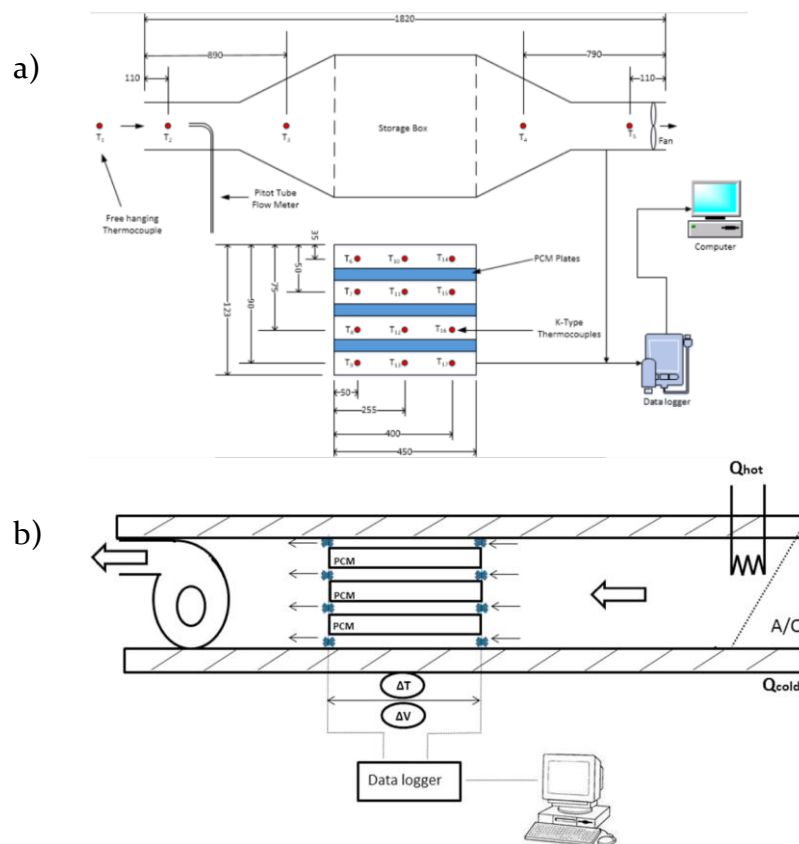 a)
1820
890
790
110
110
T1
T2
T3
Storage Box
T4
T5
Fan
Pitot Tube
Flow Meter
Free hanging
Thermocouple
Computer
35
50
75
90
123
T6
T10
T14
PCM Plates
T7
T11
T15
T8
T12
T16
K-Type
Thermocouples
T9
T13
T17
Data logger
50
255
400
450
b)
Qhot
PCM
PCM
PCM
A/C
Qcold
ΔT
ΔV
Data logger